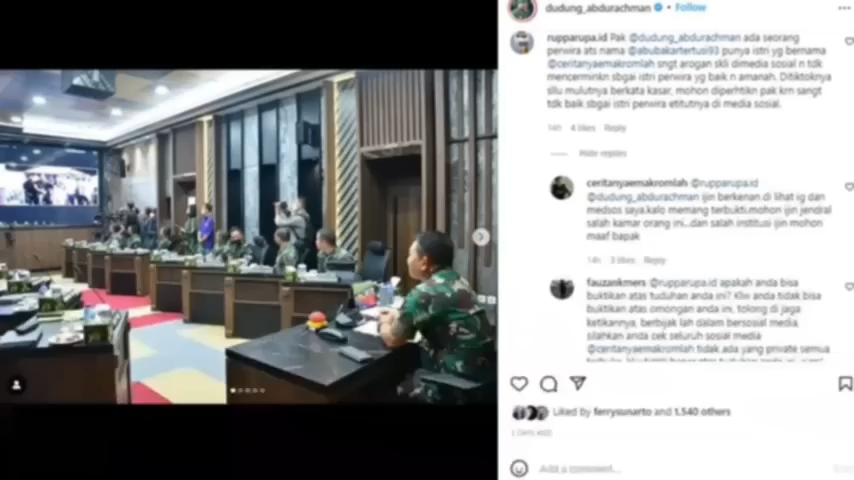 dudung_abdurachman • Follow
rupparupa.id Pak @dudung_abdurachman ada seorang
perwira ats nama @abubakartertusi93 punya istri yg bernama
@ceritanyaemakromlah sngt arogan skli dimedia sosial n tdk
mencerminkn sbgai istri perwira yg baik n amanah. Ditiktoknya
sllu mulutnya berkata kasar, mohon diperhtikn pak krn sangt
tdk baik sbgai istri perwira etitutnya di media sosial.
14h 4 likes Reply
Hide replies
ceritanyaemakromlah @rupparupa.id
@dudung_abdurachman ijin berkenan.di lihat ig dan
medsos saya.kalo memang terbukti.mohon ijin jendral
salah kamar orang ini...dan salah institusi ijin mohon
maaf bapak
14h 3 likes Reply
fauzankmers @rupparupa.id apakah anda bisa
buktikan atas tuduhan anda ini? Klw anda tidak bisa
buktikan atas omongan anda ini, tolong di jaga
ketikannya, berbijak lah dalam bersosial media,
silahkan anda cek seluruh sosial media
@ceritanyaemakromlah tidak ada yang private semua
Liked by ferrysunarto and 1,540 others
Add a comment...